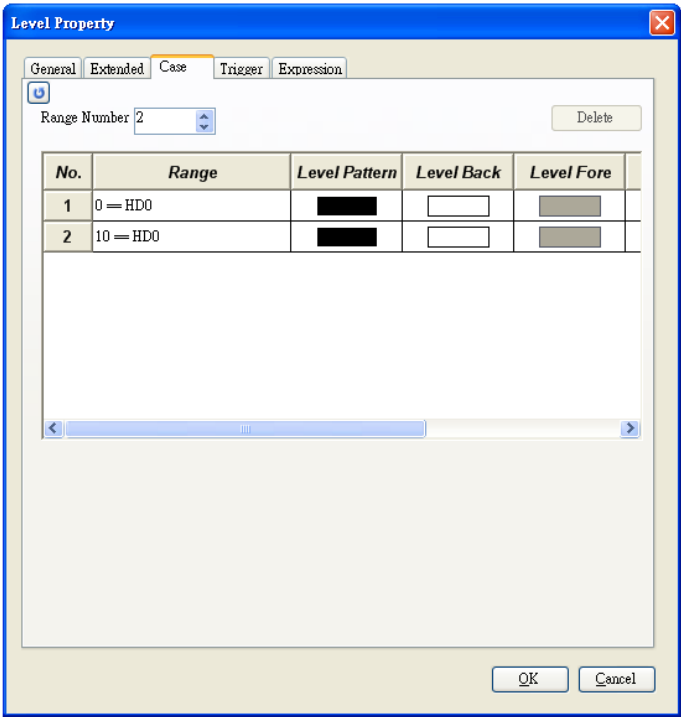 Level Property
General Extended Case Trigger Expression
Range Number 2 Delete
No. Range Level Pattern Level Back Level Fore
1 0 == HD0
2 10 == HD0
OK Cancel